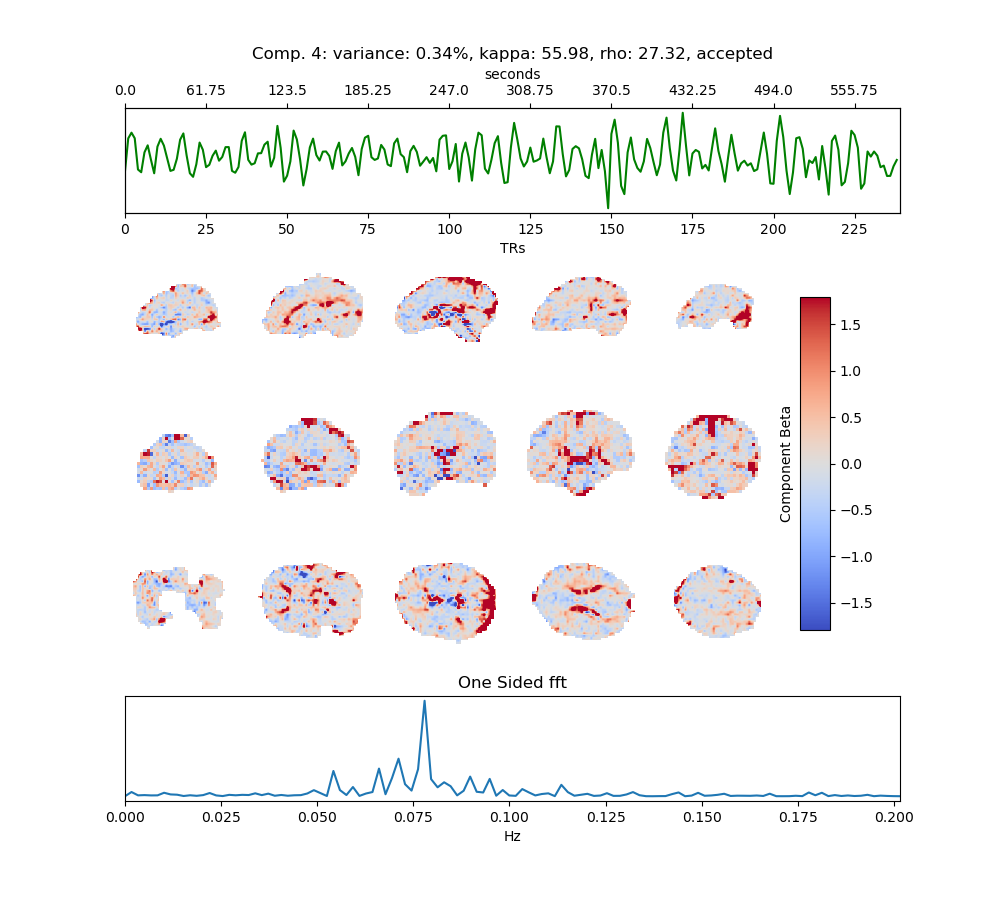 Comp. 4: variance: 0.34%, kappa: 55.98, rho: 27.32, accepted
seconds
0.0 61.75 123.5 185.25 247.0 308.75 370.5 432.25 494.0 555.75
0 25 50 75 100 125 150 175 200 225
TRs
1.5
1.0
0.5
0.0
−0.5
−1.0
−1.5
Component Beta
One Sided fft
0.000 0.025 0.050 0.075 0.100 0.125 0.150 0.175 0.200
Hz